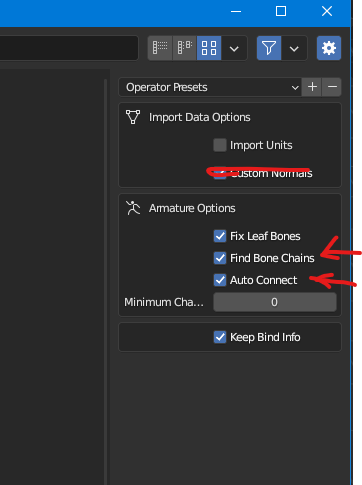 Operator Presets
Import Data Options
Import Units
Custom Normals
Armature Options
Fix Leaf Bones
Find Bone Chains
Auto Connect
Minimum Cha... 0
Keep Bind Info